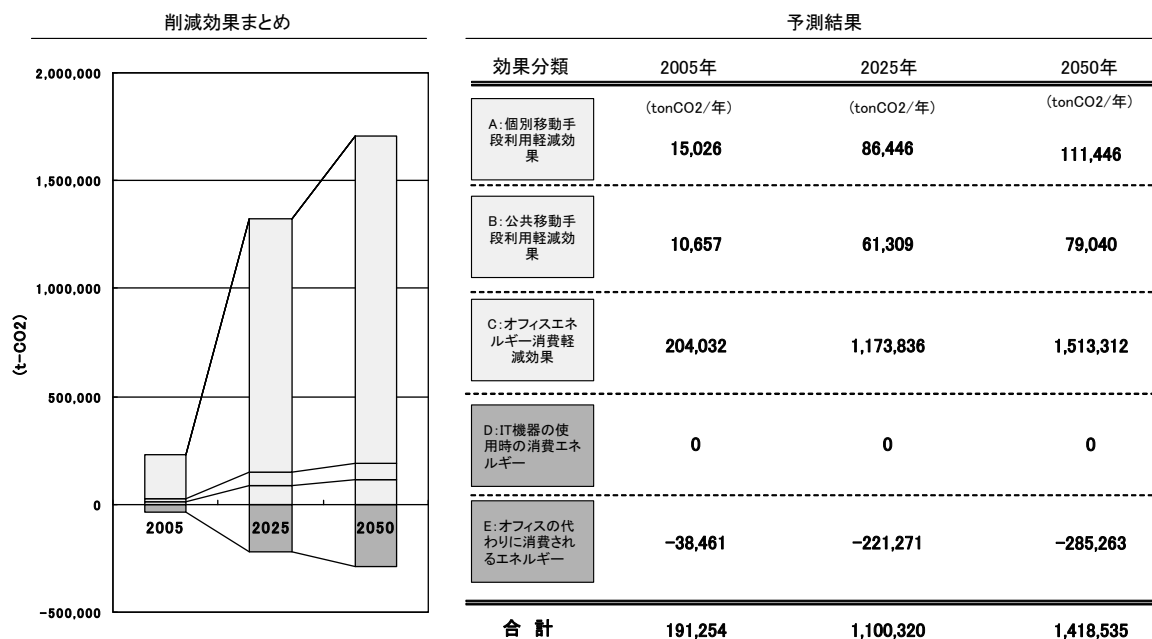 削減効果まとめ
2,000,000
1,500,000
1,000,000
500,000
0
-500,000
(t-CO2)
2005
2025
2050
予測結果
効果分類 2005年 2025年 2050年
(tonCO2/年) (tonCO2/年) (tonCO2/年)
A:個別移動手
段利用軽減効
果
15,026 86,446 111,446
B:公共移動手
段利用軽減効
果
10,657 61,309 79,040
C:オフィスエネ
ルギー消費軽
減効果
204,032 1,173,836 1,513,312
D:IT機器の使
用時の消費エネ
ルギー
0 0 0
E:オフィスの代
わりに消費され
るエネルギー
-38,461 -221,271 -285,263
合 計 191,254 1,100,320 1,418,535